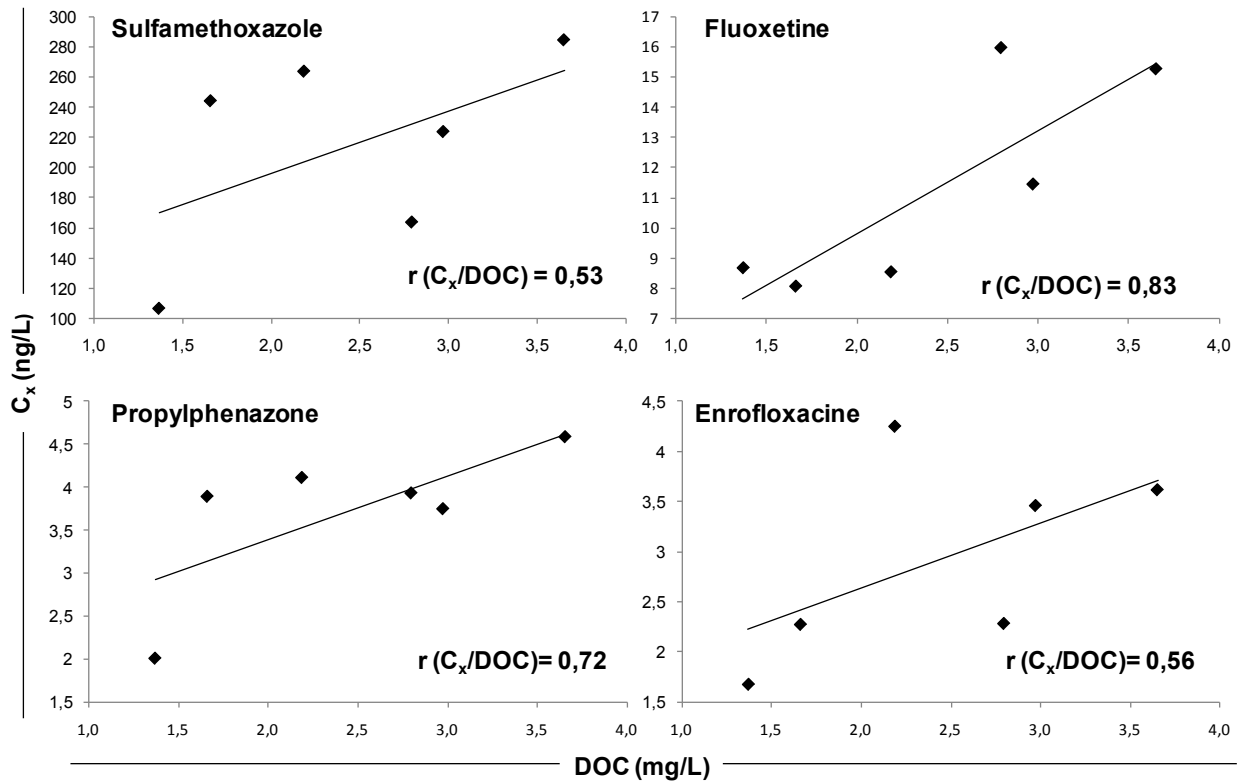 Sulfamethoxazole
300
280
260
240
220
200
180
160
140
120
100
1,0 1,5 2,0 2,5 3,0 3,5 4,0
r (Cx/DOC) = 0,53
Fluoxetine
17
16
15
14
13
12
11
10
9
8
7
1,0 1,5 2,0 2,5 3,0 3,5 4,0
r (Cx/DOC) = 0,83
Cx (ng/L)
Propylphenazone
5
4,5
4
3,5
3
2,5
2
1,5
1,0 1,5 2,0 2,5 3,0 3,5 4,0
r (Cx/DOC)= 0,72
Enrofloxacine
4,5
4
3,5
3
2,5
2
1,5
1,0 1,5 2,0 2,5 3,0 3,5 4,0
r (Cx/DOC)= 0,56
DOC (mg/L)